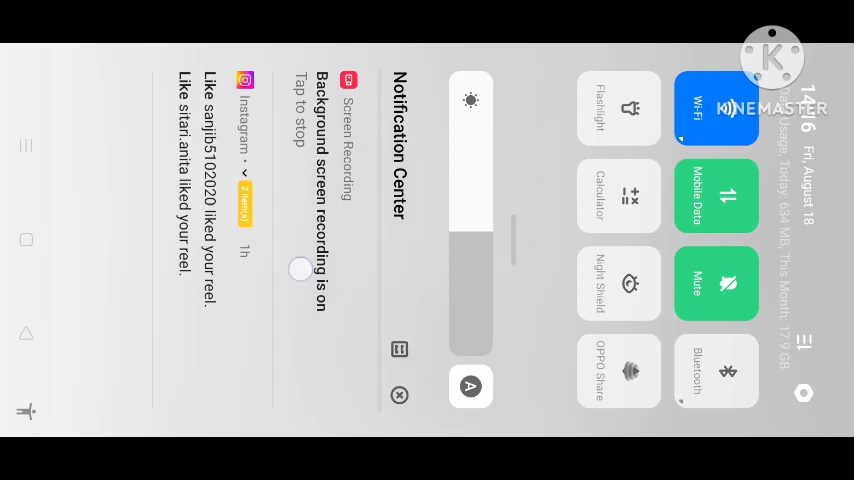 KINEMASTER
14:16 Fri, August 18
Data Usage, Today: 634 MB, This Month: 17.9 GB
Wi-Fi
Mobile Data
Mute
Bluetooth
Flashlight
Calculator
Night Shield
OPPO Share
A
Notification Center
Screen Recording
Background screen recording is on
Tap to stop
Instagram • 2 item(s) 1h
Like sanjib5102020 liked your reel.
Like sitari.anita liked your reel.